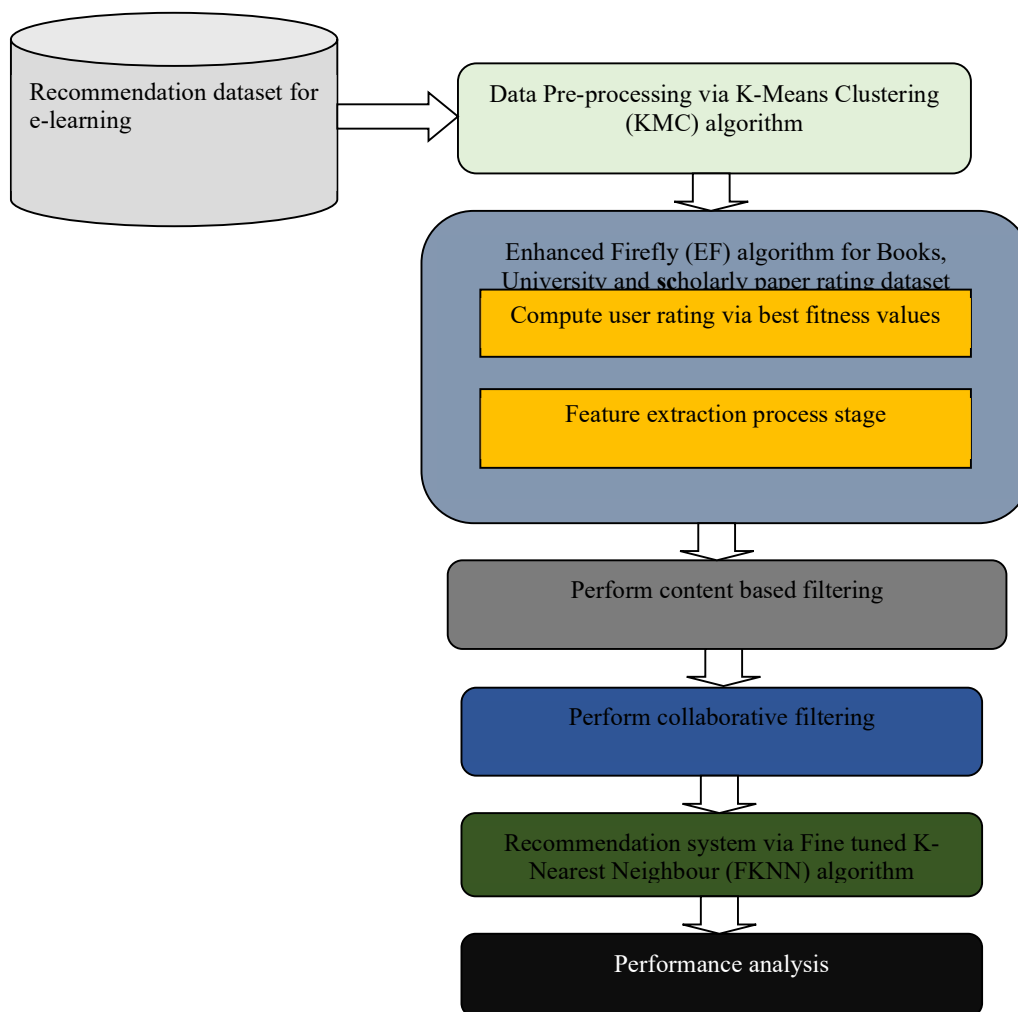 Recommendation dataset for
e-learning
Data Pre-processing via K-Means Clustering
(KMC) algorithm
Enhanced Firefly (EF) algorithm for Books,
University and scholarly paper rating dataset
Compute user rating via best fitness values
Feature extraction process stage
Perform content based filtering
Perform collaborative filtering
Recommendation system via Fine tuned K-
Nearest Neighbour (FKNN) algorithm
Performance analysis